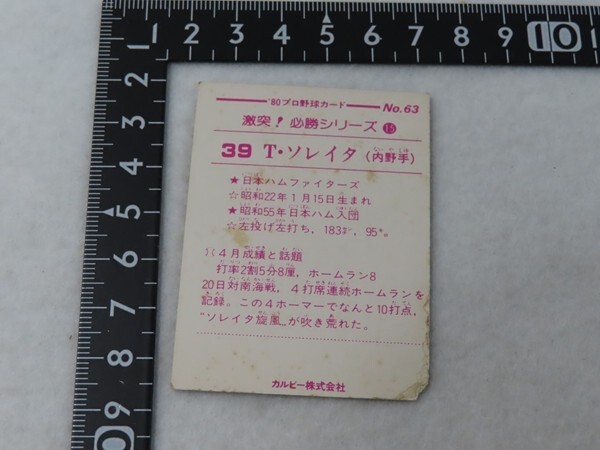 1 2 3 4 5 6 7 8 9 10
1
2
3
4
5
6
7
8
9
10
'80プロ野球カード No.63
激突!必勝シリーズ 15
39 T・ソレイタ(内野手)
★日本ハムファイターズ
☆昭和22年1月15日生まれ
★昭和55年日本ハム入団
☆左投げ左打ち, 183㌢, 95㌔
4月成績と話題
打率2割5分8厘, ホームラン8
20日対南海戦, 4打席連続ホームランを
記録。この4ホーマーでなんと10打点,
“ソレイタ旋風„が吹き荒れた。
カルビー株式会社